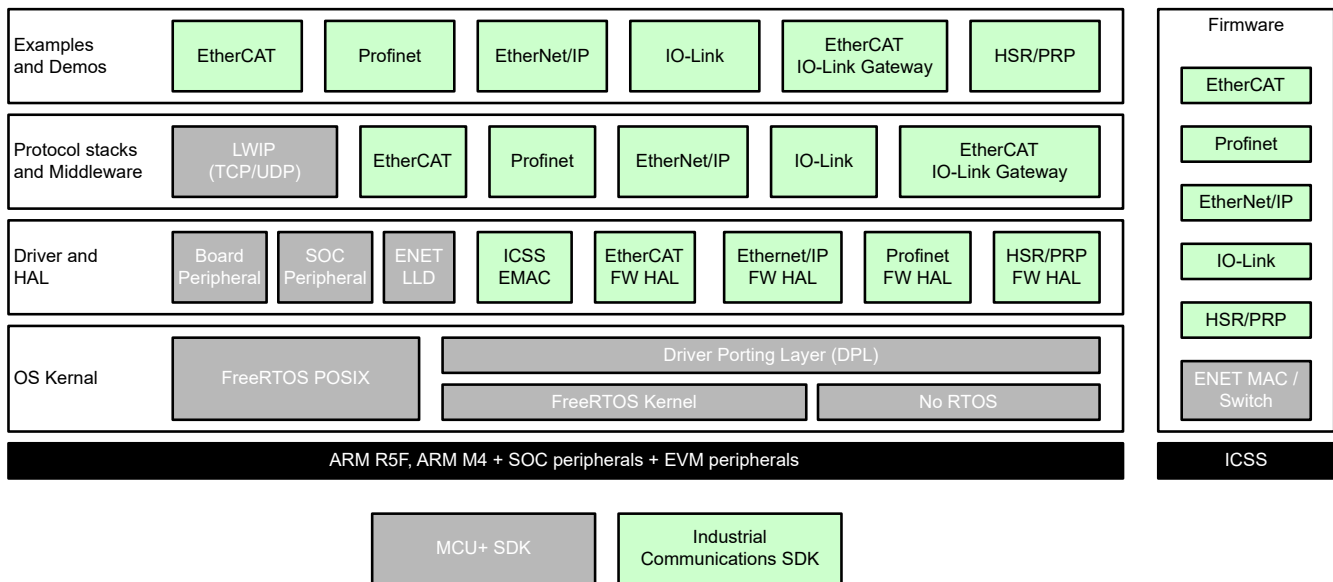 Examples
and Demos
EtherCAT
Profinet
EtherNet/IP
IO-Link
EtherCAT
IO-Link Gateway
HSR/PRP
Protocol stacks
and Middleware
LWIP
(TCP/UDP)
EtherCAT
Profinet
EtherNet/IP
IO-Link
EtherCAT
IO-Link Gateway
Driver and
HAL
Board
Peripheral
SOC
Peripheral
ENET
LLD
ICSS
EMAC
EtherCAT
FW HAL
Ethernet/IP
FW HAL
Profinet
FW HAL
HSR/PRP
FW HAL
OS Kernal
FreeRTOS POSIX
Driver Porting Layer (DPL)
FreeRTOS Kernel
No RTOS
ARM R5F, ARM M4 + SOC peripherals + EVM peripherals
Firmware
EtherCAT
Profinet
EtherNet/IP
IO-Link
HSR/PRP
ENET MAC /
Switch
ICSS
MCU+ SDK
Industrial
Communications SDK